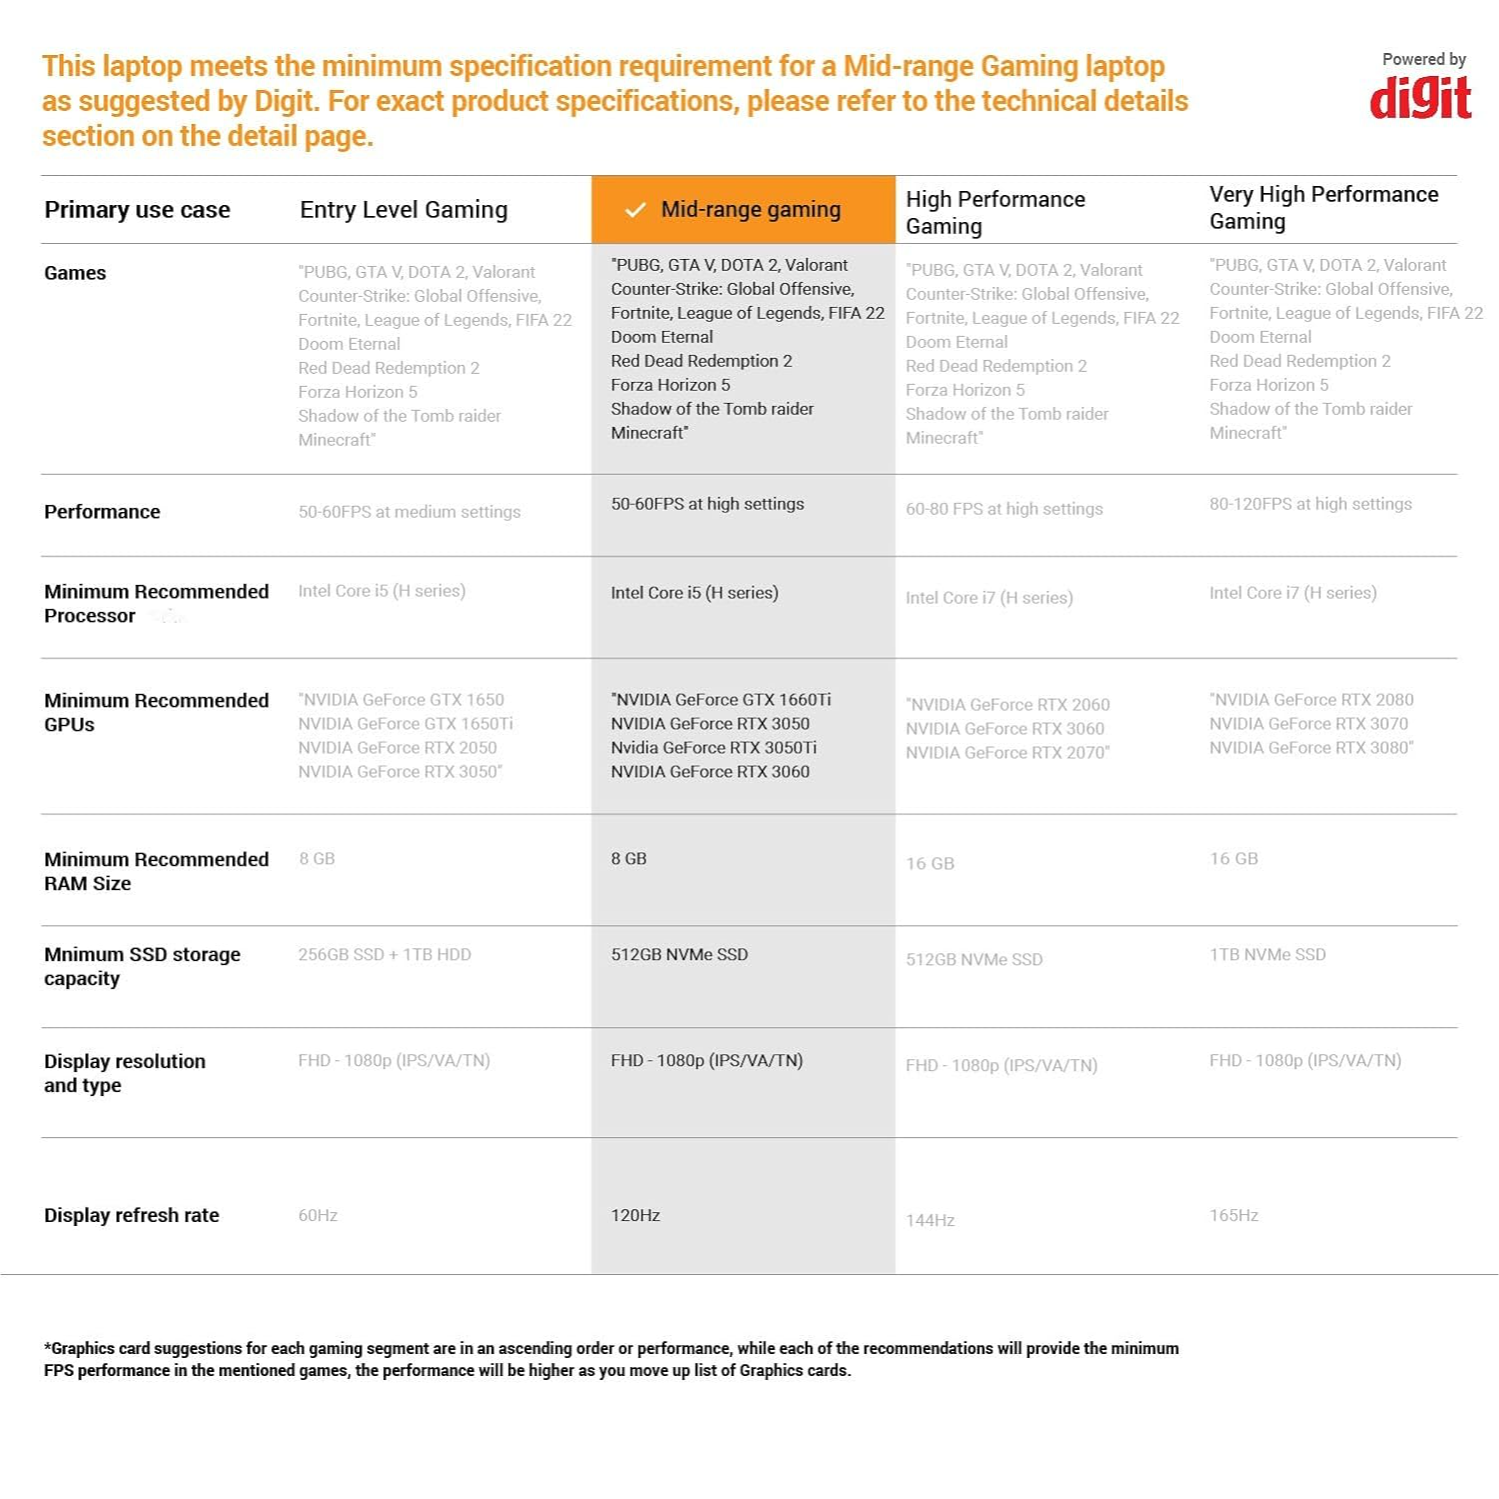 This laptop meets the minimum specification requirement for a Mid-range Gaming laptop
as suggested by Digit. For exact product specifications, please refer to the technical details
section on the detail page.
Powered by
digit
Primary use case
Entry Level Gaming
Mid-range gaming
High Performance
Gaming
Very High Performance
Gaming
Games
"PUBG, GTA V, DOTA 2, Valorant
Counter-Strike: Global Offensive,
Fortnite, League of Legends, FIFA 22
Doom Eternal
Red Dead Redemption 2
Forza Horizon 5
Shadow of the Tomb raider
Minecraft"
"PUBG, GTA V, DOTA 2, Valorant
Counter-Strike: Global Offensive,
Fortnite, League of Legends, FIFA 22
Doom Eternal
Red Dead Redemption 2
Forza Horizon 5
Shadow of the Tomb raider
Minecraft"
"PUBG, GTA V, DOTA 2, Valorant
Counter-Strike: Global Offensive,
Fortnite, League of Legends, FIFA 22
Doom Eternal
Red Dead Redemption 2
Forza Horizon 5
Shadow of the Tomb raider
Minecraft"
"PUBG, GTA V, DOTA 2, Valorant
Counter-Strike: Global Offensive,
Fortnite, League of Legends, FIFA 22
Doom Eternal
Red Dead Redemption 2
Forza Horizon 5
Shadow of the Tomb raider
Minecraft"
Performance
50-60FPS at medium settings
50-60FPS at high settings
60-80 FPS at high settings
80-120FPS at high settings
Minimum Recommended
Processor
Intel Core i5 (H series)
Intel Core i5 (H series)
Intel Core i7 (H series)
Intel Core i7 (H series)
Minimum Recommended
GPUs
"NVIDIA GeForce GTX 1650
NVIDIA GeForce GTX 1650Ti
NVIDIA GeForce RTX 2050
NVIDIA GeForce RTX 3050"
"NVIDIA GeForce GTX 1660Ti
NVIDIA GeForce RTX 3050
Nvidia GeForce RTX 3050Ti
NVIDIA GeForce RTX 3060
"NVIDIA GeForce RTX 2060
NVIDIA GeForce RTX 3060
NVIDIA GeForce RTX 2070"
"NVIDIA GeForce RTX 2080
NVIDIA GeForce RTX 3070
NVIDIA GeForce RTX 3080"
Minimum Recommended
RAM Size
8 GB
8 GB
16 GB
16 GB
Mnimum SSD storage
capacity
256GB SSD + 1TB HDD
512GB NVMe SSD
512GB NVMe SSD
1TB NVMe SSD
Display resolution
and type
FHD - 1080p (IPS/VA/TN)
FHD - 1080p (IPS/VA/TN)
FHD - 1080p (IPS/VA/TN)
FHD - 1080p (IPS/VA/TN)
Display refresh rate
60Hz
120Hz
144Hz
165Hz
*Graphics card suggestions for each gaming segment are in an ascending order or performance, while each of the recommendations will provide the minimum
FPS performance in the mentioned games, the performance will be higher as you move up list of Graphics cards.